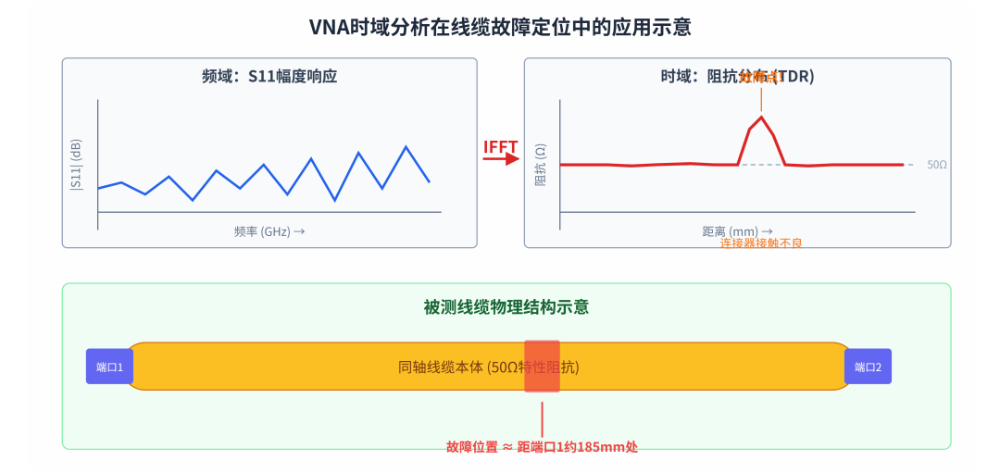 VNA时域分析在线缆故障定位中的应用示意
频域：S11幅度响应
|S11| (dB)
频率 (GHz) →
IFFT
时域：阻抗分布 (TDR)
故障点!
阻抗 (Ω)
50Ω
距离 (mm) →
连接器接触不良
被测线缆物理结构示意
端口1
同轴线缆本体 (50Ω特性阻抗)
端口2
故障位置 ≈ 距端口1约185mm处